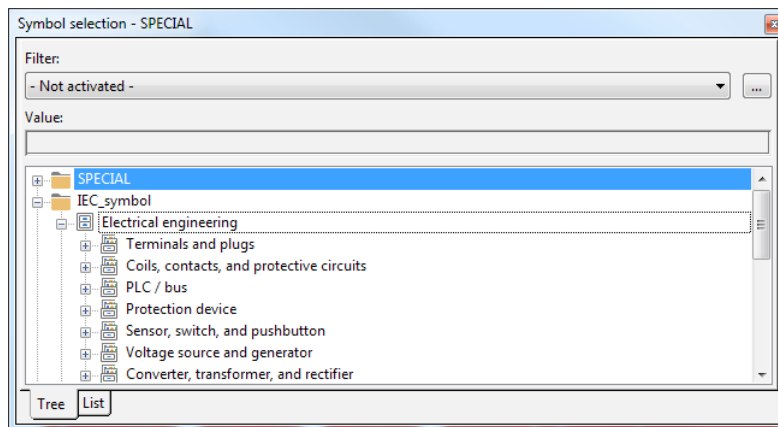 Symbol selection - SPECIAL
Filter:
- Not activated -
...
Value:
SPECIAL
IEC_symbol
Electrical engineering
Terminals and plugs
Coils, contacts, and protective circuits
PLC / bus
Protection device
Sensor, switch, and pushbutton
Voltage source and generator
Converter, transformer, and rectifier
Tree List